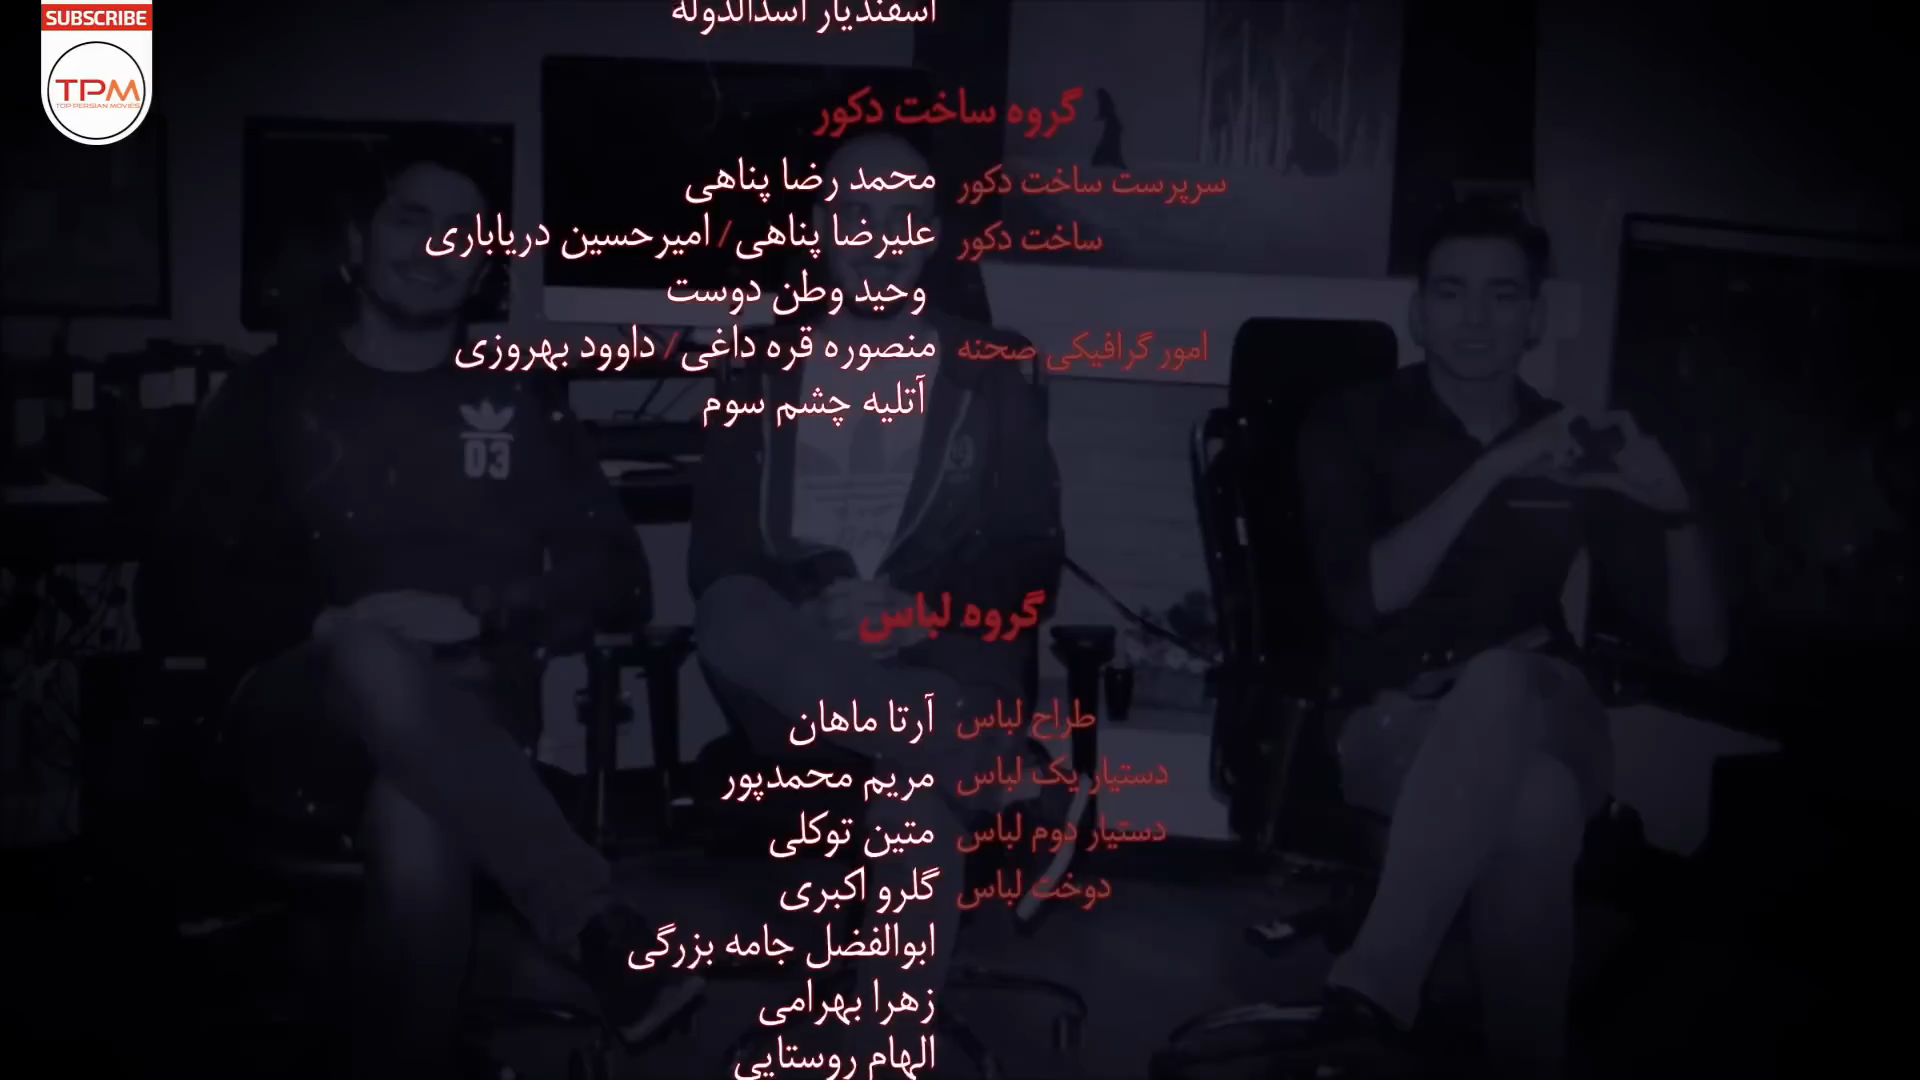 SUBSCRIBE
TPM
TOP PERSIAN MOVIES
اسفندیار اسدالدوله
گروه ساخت دکور
سرپرست ساخت دکور محمد رضا پناهی
ساخت دکور علیرضا پناهی / امیرحسین دریاباری
وحید وطن دوست
امور گرافیکی صحنه منصوره قره داغی / داوود بهروزی
آتلیه چشم سوم
03
گروه لباس
طراح لباس آرتا ماهان
دستیار یک لباس مریم محمدپور
دستیار دوم لباس متین توکلی
دوخت لباس گلرو اکبری
ابوالفضل جامه بزرگی
زهرا بهرامی
الهام روستایی